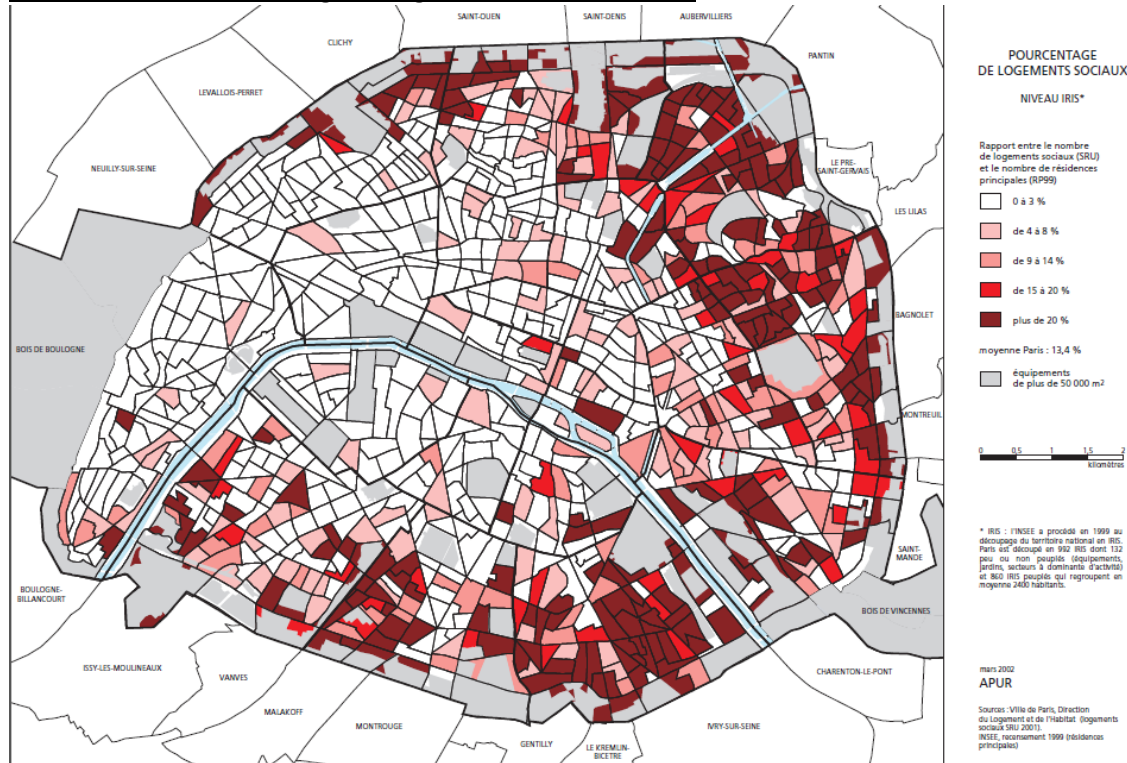 SAINT-OUEN
SAINT-DENIS
AUBERVILLIERS
CLICHY
PANTIN
LEVALLOIS-PERRET
NEUILLY-SUR-SEINE
LE PRE-
SAINT-GERVAIS
LES LILAS
BAGNOLET
BOIS DE BOULOGNE
MONTREUIL
SAINT-
MANDE
BOULOGNE-
BILLANCOURT
BOIS DE VINCENNES
ISSY-LES-MOULINEAUX
VANVES
CHARENTON-LE-PONT
MALAKOFF
MONTROUGE
IVRY-SUR-SEINE
GENTILLY
LE KREMLIN-
BICETRE
POURCENTAGE
DE LOGEMENTS SOCIAUX
NIVEAU IRIS*
Rapport entre le nombre
de logements sociaux (SRU)
et le nombre de résidences
principales (RP99)
0 à 3 %
de 4 à 8 %
de 9 à 14 %
de 15 à 20 %
plus de 20 %
moyenne Paris : 13,4 %
équipements
de plus de 50 000 m²
0 0,5 1 1,5 2
kilomètres
* IRIS : l'INSEE a procédé en 1999 au
découpage du territoire national en IRIS.
Paris est découpé en 992 IRIS dont 132
peu ou non peuplés (équipements,
jardins, secteurs à dominante d'activité)
et 860 IRIS peuplés qui regroupent en
moyenne 2400 habitants.
mars 2002
APUR
Sources : Ville de Paris, Direction
du Logement et de l'Habitat (logements
sociaux SRU 2001).
INSEE, recensement 1999 (résidences
principales)